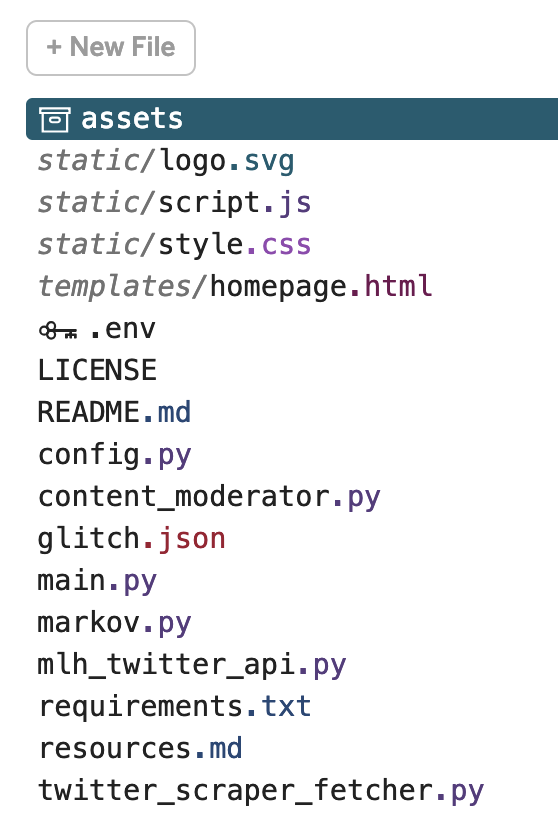 + New File
assets
static/logo.svg
static/script.js
static/style.css
templates/homepage.html
.env
LICENSE
README.md
config.py
content_moderator.py
glitch.json
main.py
markov.py
mlh_twitter_api.py
requirements.txt
resources.md
twitter_scraper_fetcher.py